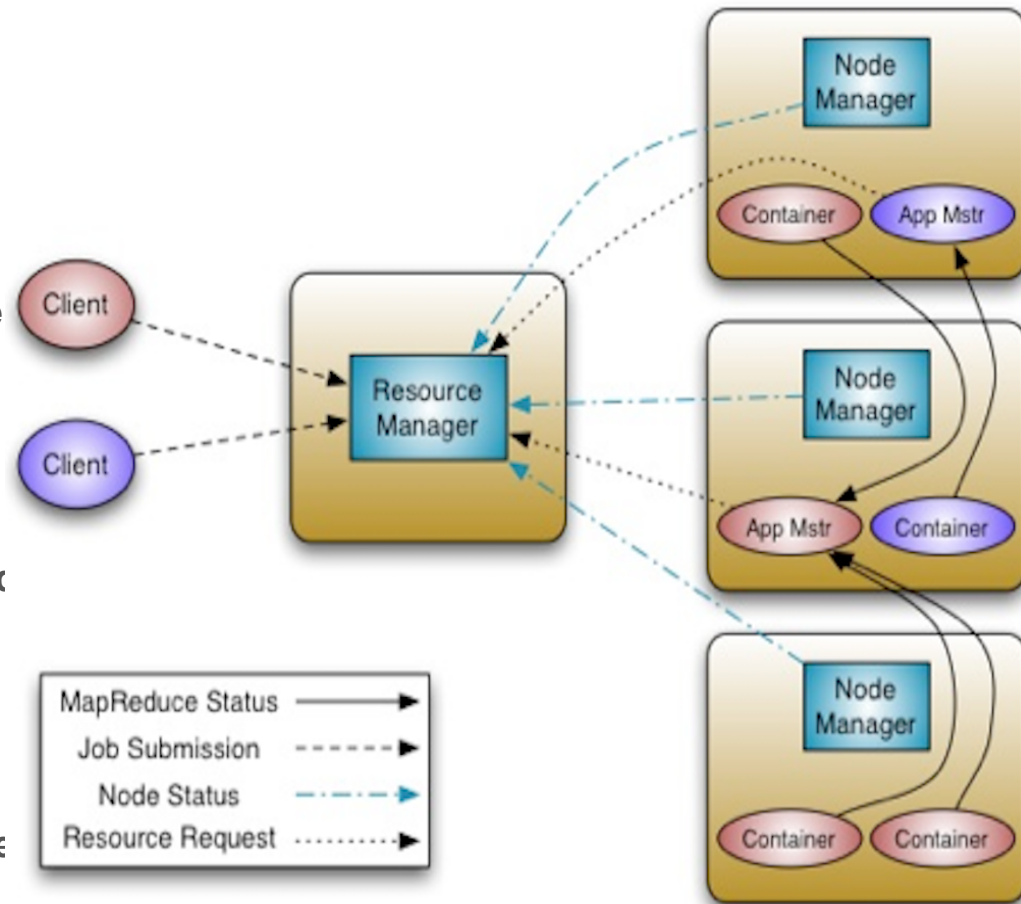 Node
Manager
Container
App Mstr
Client
Resource
Manager
Node
Manager
Client
App Mstr
Container
MapReduce Status
Job Submission
Node Status
Resource Request
Node
Manager
Container
Container